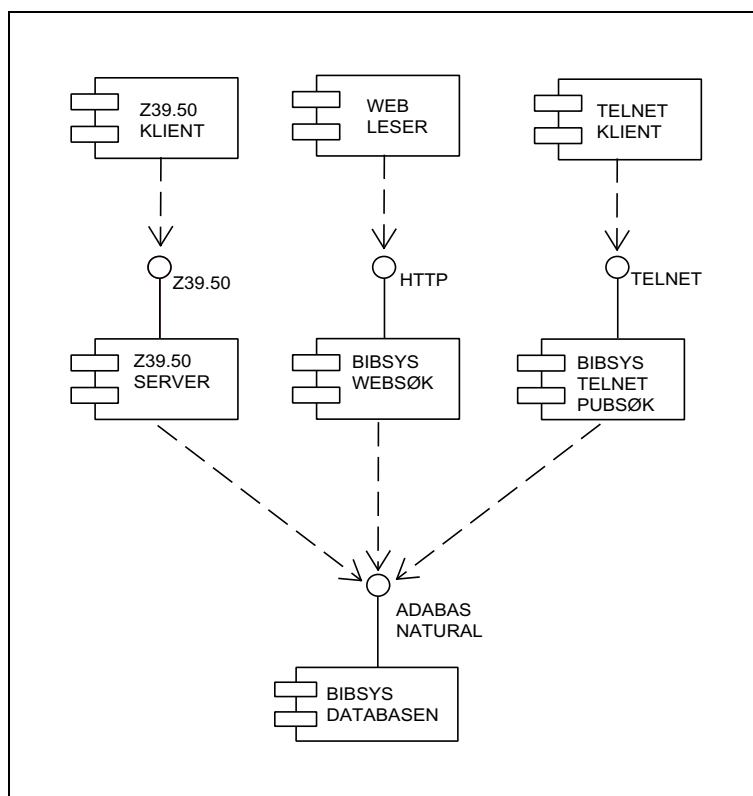 Z39.50
KLIENT
WEB
LESER
TELNET
KLIENT
Z39.50
HTTP
TELNET
Z39.50
SERVER
BIBSYS
WEBSØK
BIBSYS
TELNET
PUBSØK
ADABAS
NATURAL
BIBSYS
DATABASEN